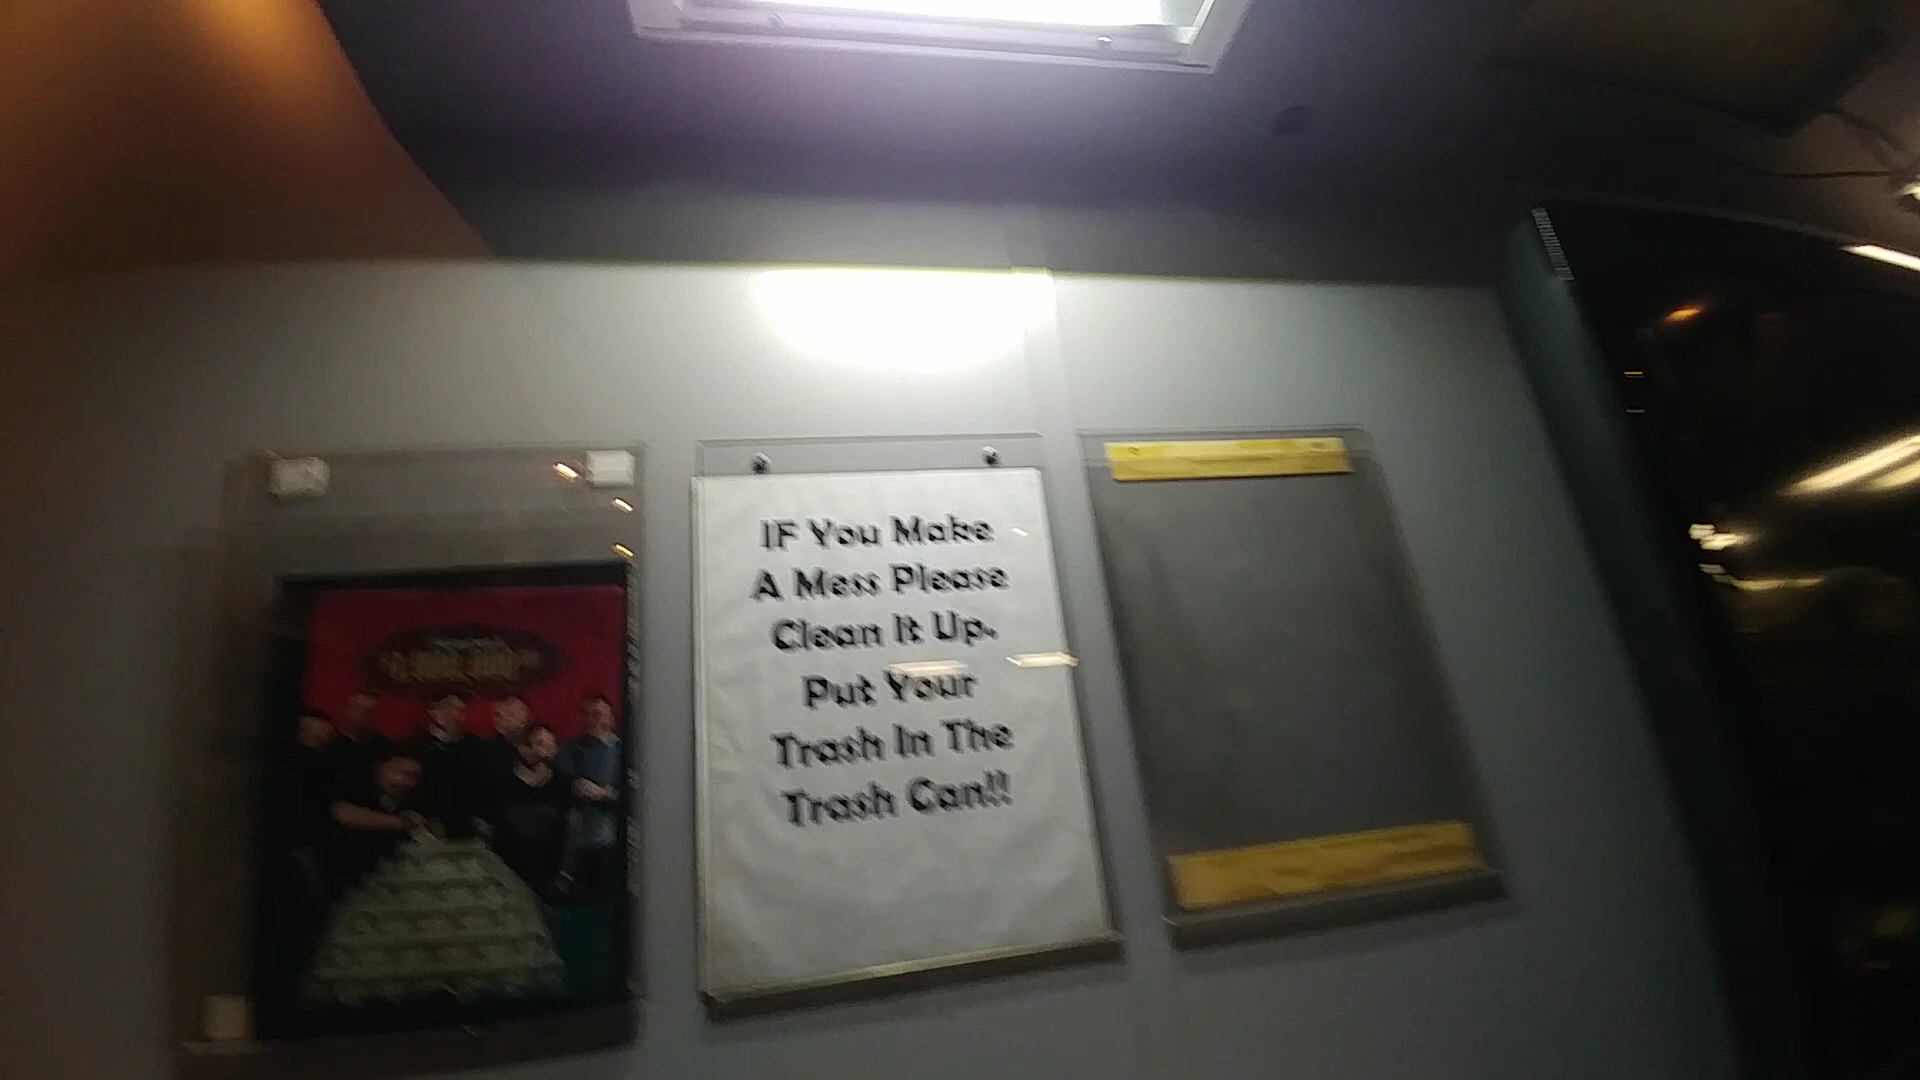 IF You Make
A Mess Please
Clean It Up.
Put Your
Trash In The
Trash Can!!